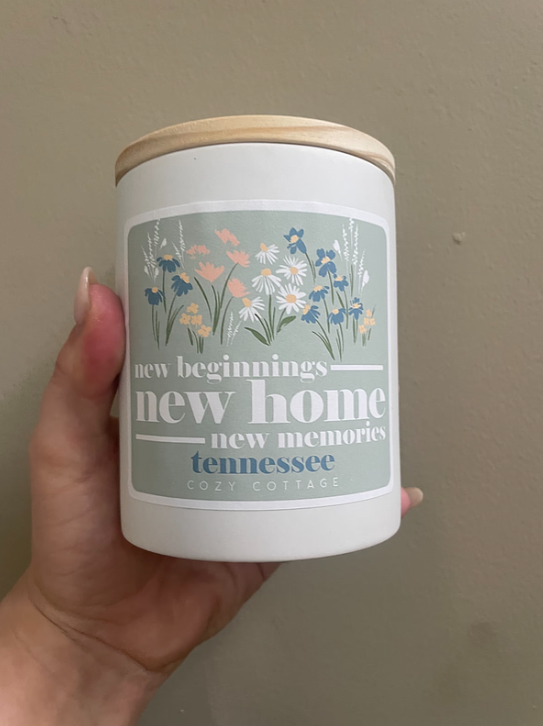 new beginnings
new home
new memories
tennessee
COZY COTTAGE